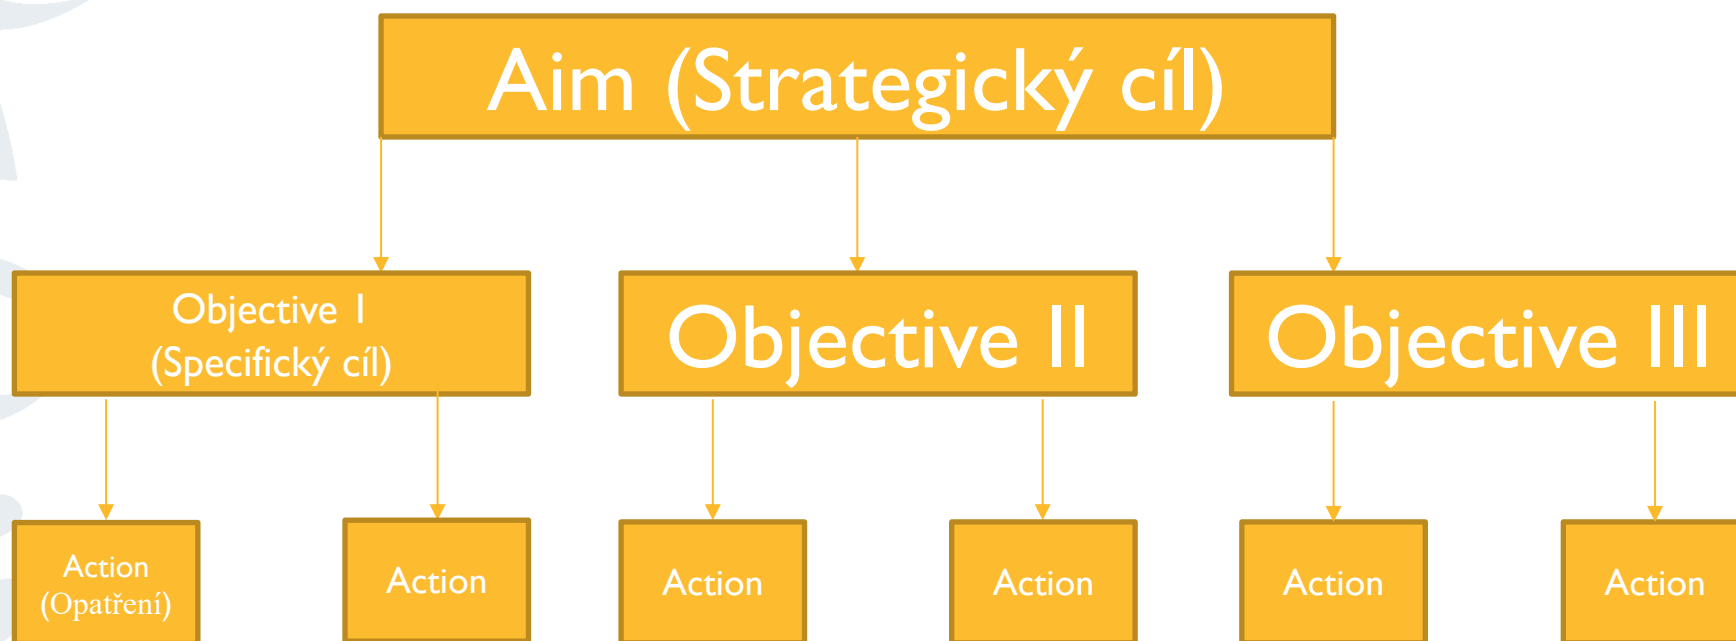 Aim (Strategický cíl)
Objective I
(Specifický cíl)
Objective II
Objective III
Action
(Opatření)
Action
Action
Action
Action
Action